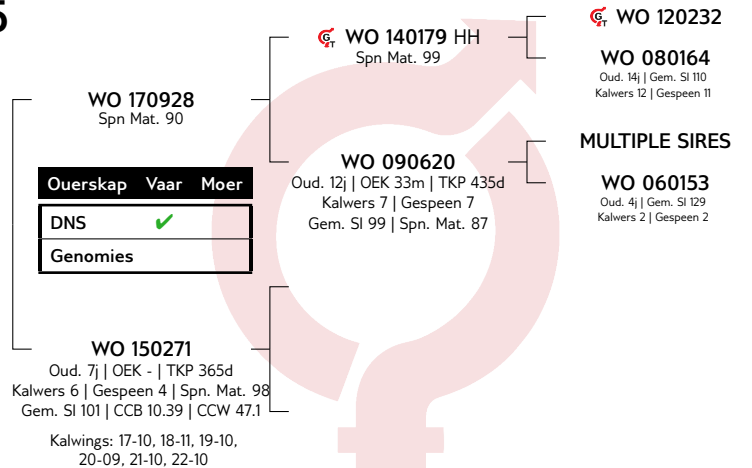 WO 120232
WO 140179 HH
Spn Mat. 99
WO 080164
Oud. 14j | Gem. SI 110
Kalwers 12 | Gespeen 11
WO 170928
Spn Mat. 90
MULTIPLE SIRES
WO 090620
Oud. 12j | OEK 33m | TKP 435d
Kalwers 7 | Gespeen 7
Gem. SI 99 | Spn. Mat. 87
WO 060153
Oud. 4j | Gem. SI 129
Kalwers 2 | Gespeen 2
Ouerskap Vaar Moer
DNS ✔
Genomies
WO 150271
Oud. 7j | OEK - | TKP 365d
Kalwers 6 | Gespeen 4 | Spn. Mat. 98
Gem. SI 101 | CCB 10.39 | CCW 47.1
Kalwings: 17-10, 18-11, 19-10,
20-09, 21-10, 22-10